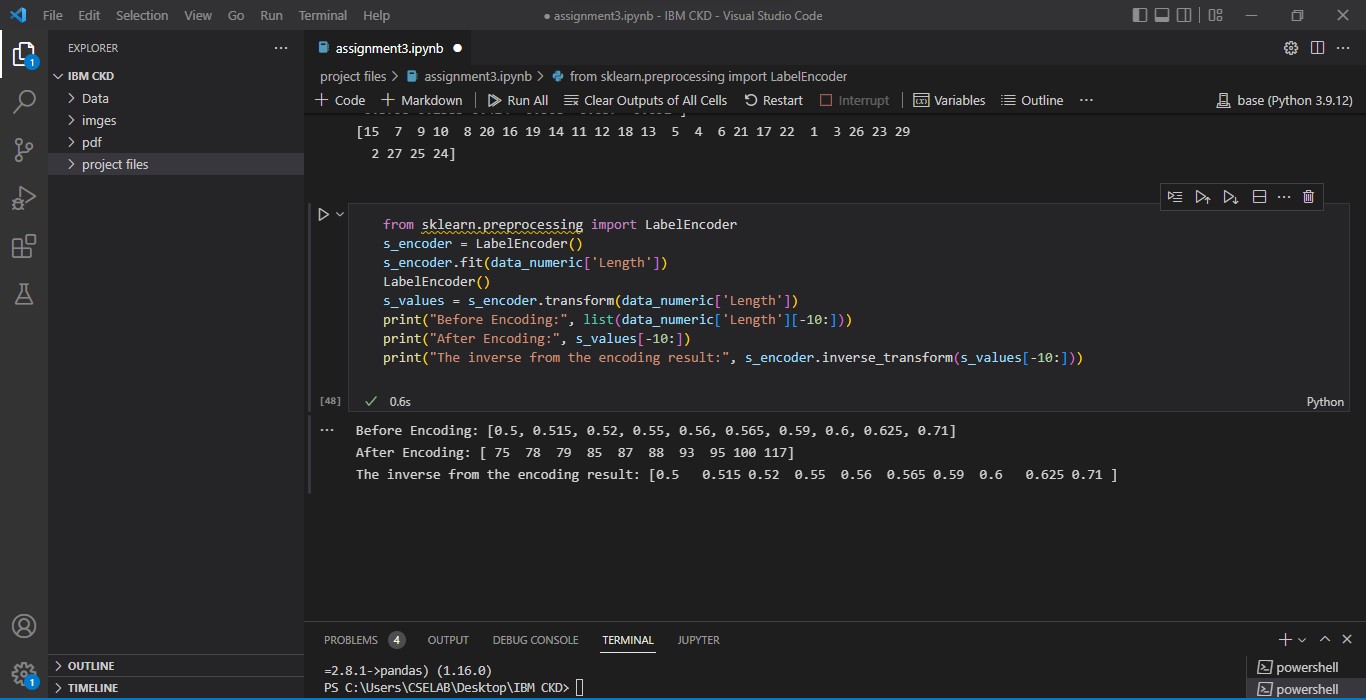 File Edit Selection View Go Run Terminal Help
● assignment3.ipynb - IBM CKD - Visual Studio Code
1
EXPLORER
IBM CKD
Data
imges
pdf
project files
OUTLINE
TIMELINE
1
assignment3.ipynb ●
project files > assignment3.ipynb > from sklearn.preprocessing import LabelEncoder
+ Code + Markdown Run All Clear Outputs of All Cells Restart Interrupt Variables Outline ··· base (Python 3.9.12)
[15 7 9 10 8 20 16 19 14 11 12 18 13 5 4 6 21 17 22 1 3 26 23 29
2 27 25 24]
from sklearn.preprocessing import LabelEncoder
s_encoder = LabelEncoder()
s_encoder.fit(data_numeric['Length'])
LabelEncoder()
s_values = s_encoder.transform(data_numeric['Length'])
print("Before Encoding:", list(data_numeric['Length'][-10:]))
print("After Encoding:", s_values[-10:])
print("The inverse from the encoding result:", s_encoder.inverse_transform(s_values[-10:]))
[48] ✓ 0.6s Python
Before Encoding: [0.5, 0.515, 0.52, 0.55, 0.56, 0.565, 0.59, 0.6, 0.625, 0.71]
After Encoding: [ 75 78 79 85 87 88 93 95 100 117]
The inverse from the encoding result: [0.5 0.515 0.52 0.55 0.56 0.565 0.59 0.6 0.625 0.71 ]
PROBLEMS 4 OUTPUT DEBUG CONSOLE TERMINAL JUPYTER
=2.8.1->pandas) (1.16.0)
PS C:\Users\CSELAB\Desktop\IBM CKD>
powershell
powershell